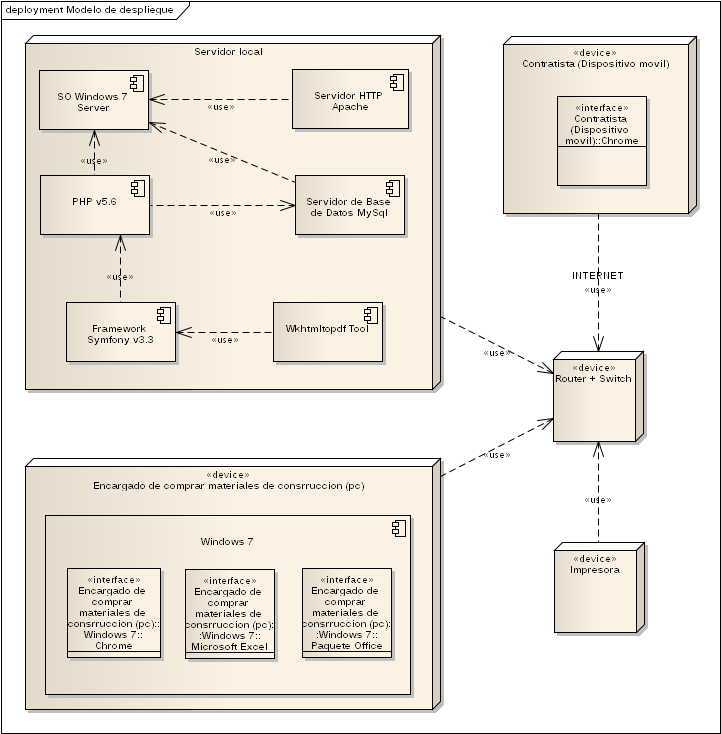 deployment Modelo de despliegue
Servidor local
SO Windows 7
Server
Servidor HTTP
Apache
«use»
«use»
«use»
PHP v5.6
Servidor de Base
de Datos MySql
«use»
«use»
Framework
Symfony v3.3
Wkhtmltopdf Tool
«use»
«device»
Contratista (Dispositivo movil)
«interface»
Contratista
(Dispositivo
movil)::Chrome
INTERNET
«use»
«use»
«device»
Router + Switch
«use»
«use»
«device»
Impresora
«device»
Encargado de comprar materiales de consrruccion (pc)
Windows 7
«interface»
Encargado de
comprar
materiales de
consrruccion (pc)::
Windows 7::
Chrome
«interface»
Encargado de
comprar
materiales de
consrruccion (pc):
:Windows 7::
Microsoft Excel
«interface»
Encargado de
comprar
materiales de
consrruccion (pc):
:Windows 7::
Paquete Office